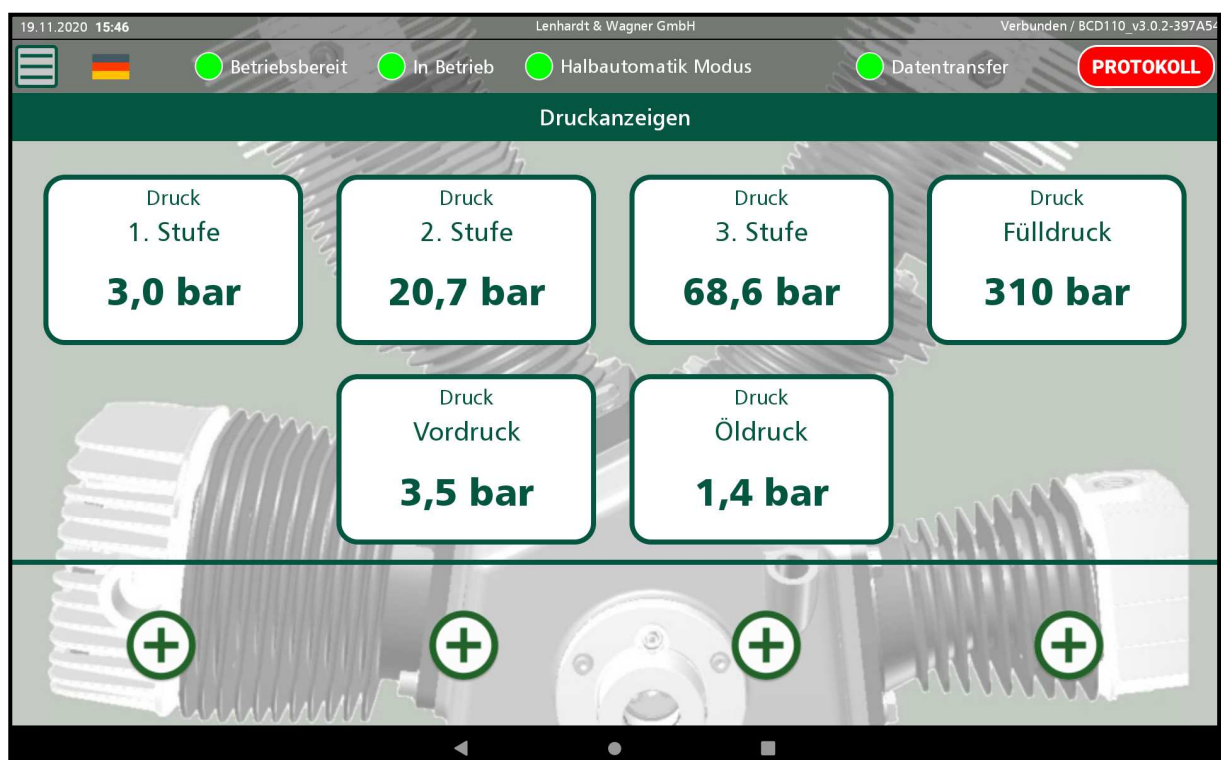 19.11.2020 15:46
Lenhardt & Wagner GmbH
Verbunden / BCD110_v3.0.2-397A54
Betriebsbereit
In Betrieb
Halbautomatik Modus
Datentransfer
PROTOKOLL
Druckanzeigen
Druck
1. Stufe
3,0 bar
Druck
2. Stufe
20,7 bar
Druck
3. Stufe
68,6 bar
Druck
Fülldruck
310 bar
Druck
Vordruck
3,5 bar
Druck
Öldruck
1,4 bar